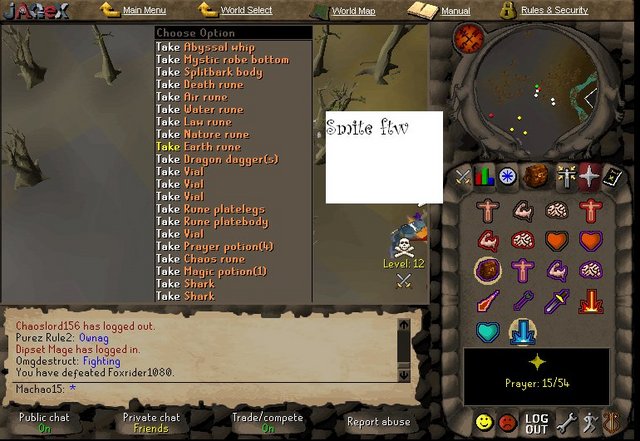 JAGeX
Main Menu
World Select
World Map
Manual
Rules & Security
Choose Option
Take Abyssal whip
Take Mystic robe bottom
Take Splitbark body
Take Death rune
Take Air rune
Take Water rune
Take Law rune
Take Nature rune
Take Earth rune
Take Dragon dagger(s)
Take Vial
Take Vial
Take Vial
Take Rune platelegs
Take Rune platebody
Take Vial
Take Prayer potion(4)
Take Chaos rune
Take Magic potion(1)
Take Shark
Take Shark
Smite ftw
Level: 12
Chaoslord156 has logged out.
Purez Rule2: Ownag
Dipset Mage has logged in.
Omgdestruct: Fighting
You have defeated Foxrider1080.
Machao15: *
Prayer: 15/54
Public chat
On
Private chat
Friends
Trade/compete
On
Report abuse
LOG
OUT